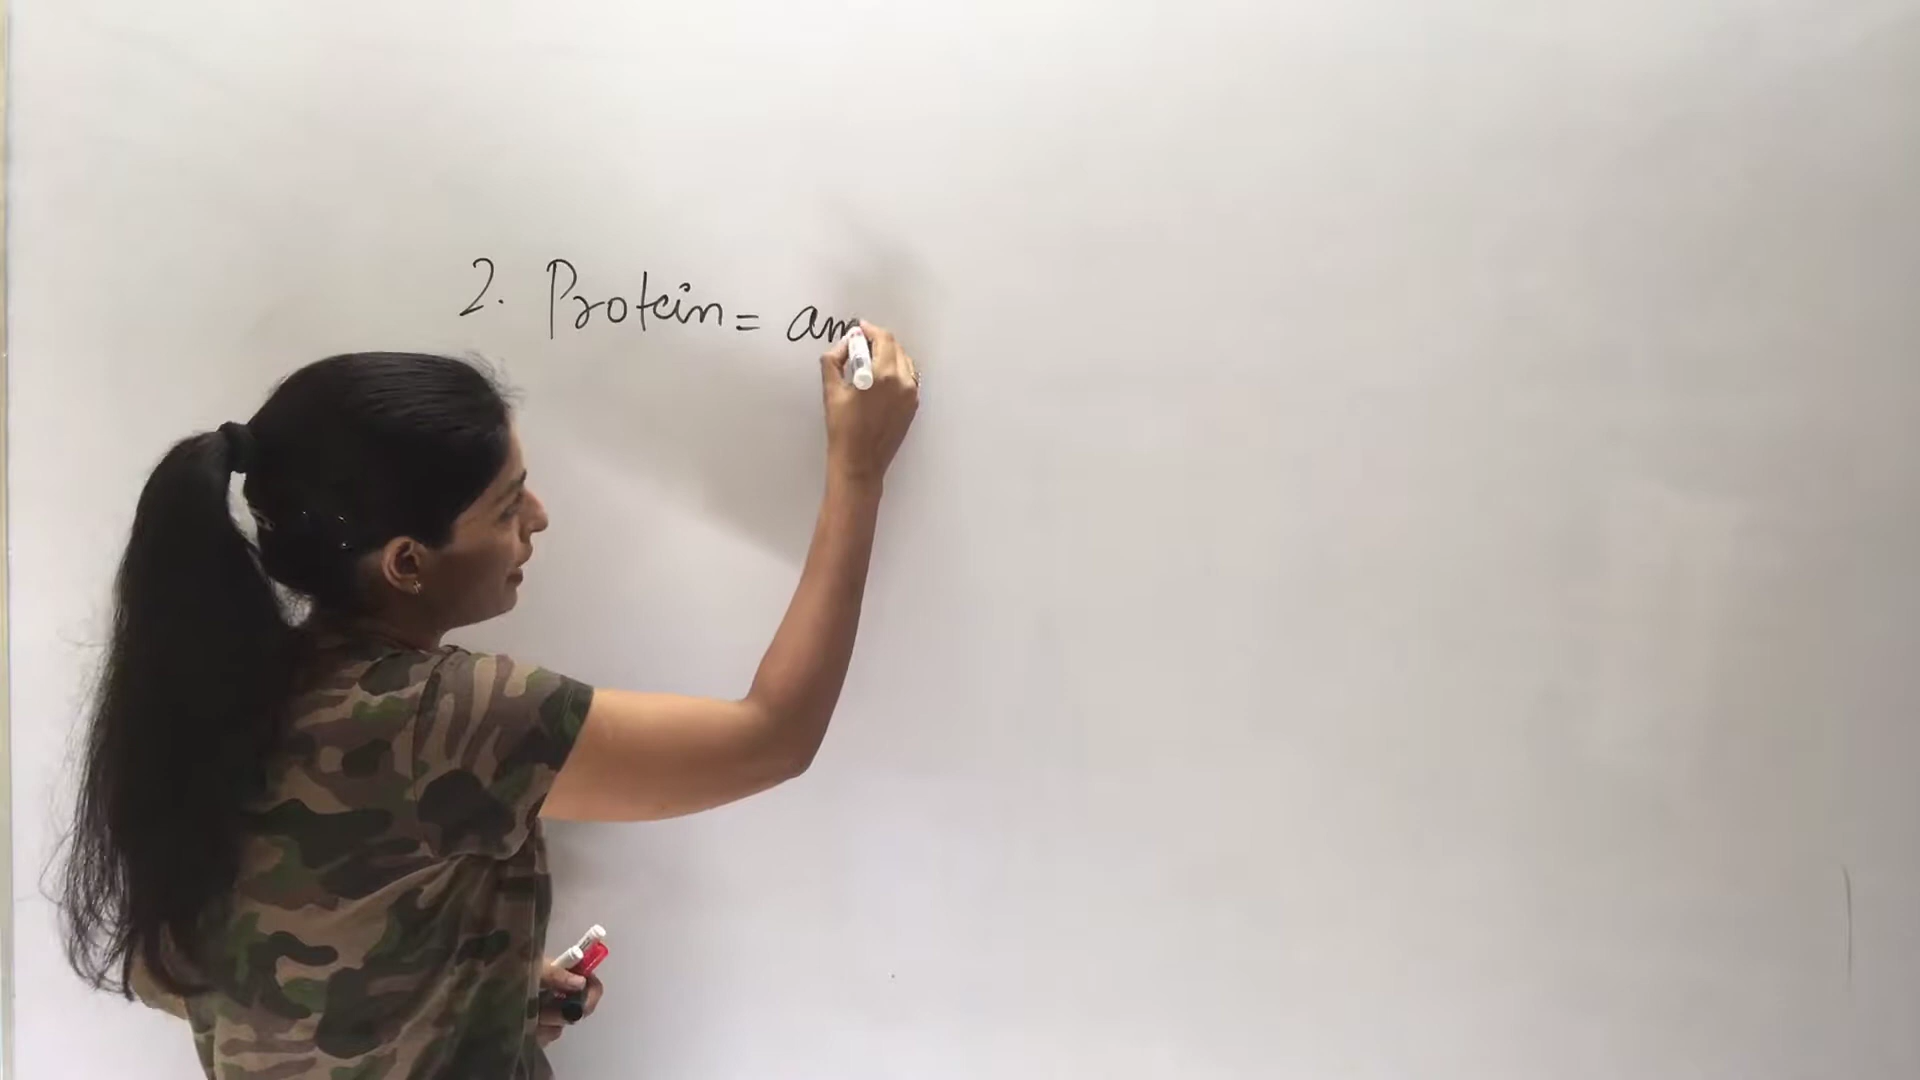 2. Protein = am